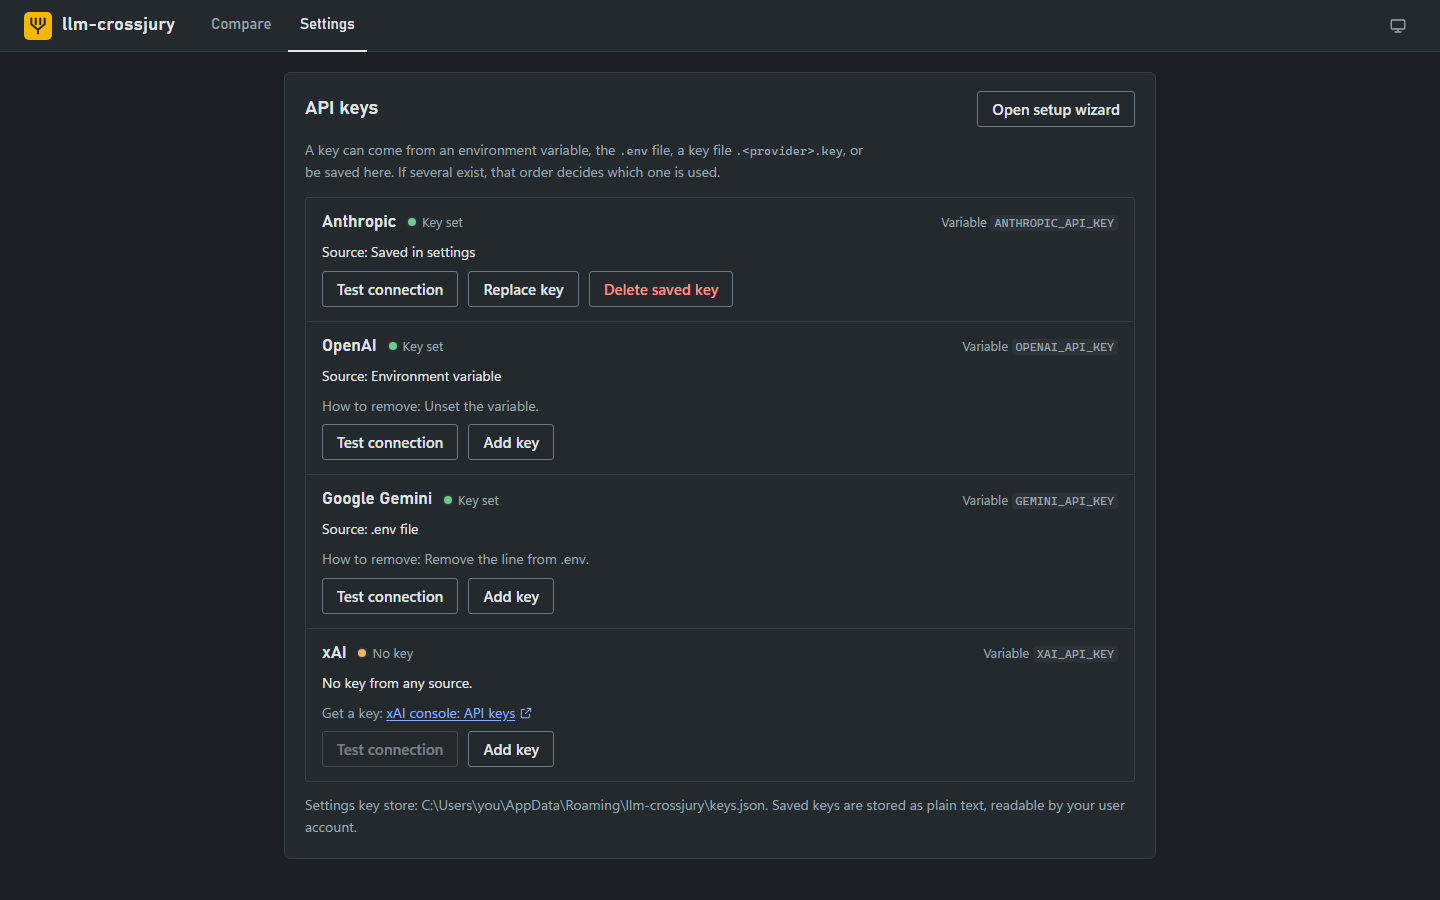 llm-crossjury Compare Settings
API keys Open setup wizard
A key can come from an environment variable, the .env file, a key file .<provider>.key, or
be saved here. If several exist, that order decides which one is used.
Anthropic Key set Variable ANTHROPIC_API_KEY
Source: Saved in settings
Test connection Replace key Delete saved key
OpenAI Key set Variable OPENAI_API_KEY
Source: Environment variable
How to remove: Unset the variable.
Test connection Add key
Google Gemini Key set Variable GEMINI_API_KEY
Source: .env file
How to remove: Remove the line from .env.
Test connection Add key
xAI No key Variable XAI_API_KEY
No key from any source.
Get a key: xAI console: API keys
Test connection Add key
Settings key store: C:\Users\you\AppData\Roaming\llm-crossjury\keys.json. Saved keys are stored as plain text, readable by your user
account.